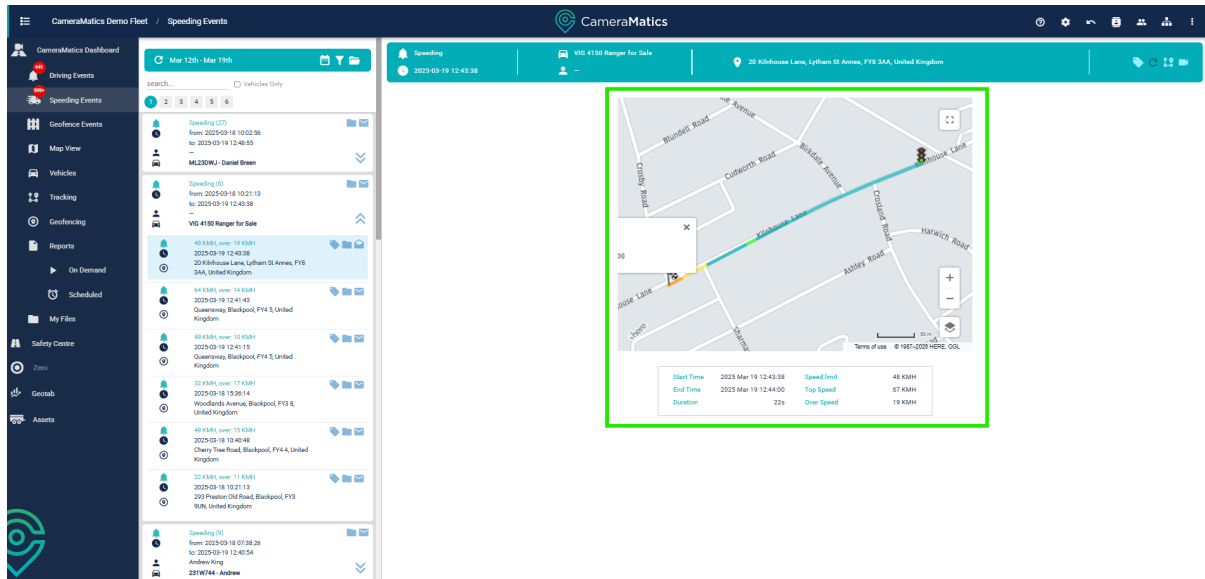 CameraMatics Demo Fleet / Speeding Events
CameraMatics
CameraMatics Dashboard
641
Driving Events
999+
Speeding Events
Geofence Events
Map View
Vehicles
Tracking
Geofencing
Reports
On Demand
Scheduled
My Files
Safety Centre
Zero
Geotab
Assets
Mar 12th - Mar 19th
search...
Vehicles Only
1 2 3 4 5 6
Speeding (27)
from: 2025-03-18 10:02:56
to: 2025-03-19 12:48:55
--
ML23DWJ - Daniel Breen
Speeding (6)
from: 2025-03-18 10:21:13
to: 2025-03-19 12:43:38
--
VIG 4150 Ranger for Sale
48 KMH, over: 19 KMH
2025-03-19 12:43:38
20 Kilnhouse Lane, Lytham St Annes, FY8
3AA, United Kingdom
64 KMH, over: 14 KMH
2025-03-19 12:41:43
Queensway, Blackpool, FY4 5, United
Kingdom
48 KMH, over: 10 KMH
2025-03-19 12:41:15
Queensway, Blackpool, FY4 5, United
Kingdom
32 KMH, over: 17 KMH
2025-03-18 15:36:14
Woodlands Avenue, Blackpool, FY3 8,
United Kingdom
48 KMH, over: 15 KMH
2025-03-18 10:40:48
Cherry Tree Road, Blackpool, FY4 4, United
Kingdom
32 KMH, over: 11 KMH
2025-03-18 10:21:13
293 Preston Old Road, Blackpool, FY3
9UN, United Kingdom
Speeding (9)
from: 2025-03-18 07:38:26
to: 2025-03-19 12:40:54
Andrew King
231W744 - Andrew
Speeding
2025-03-19 12:43:38
VIG 4150 Ranger for Sale
--
20 Kilnhouse Lane, Lytham St Annes, FY8 3AA, United Kingdom
Avenue
Blundell Road
Birkdale Avenue
nhouse Lane
Cudworth Road
Crosby Road
Crosland Road
Kilnhouse Lane
Harwich Road
Ashley Road
ouse Lane
shere
Sharma
50 m
Terms of use © 1987–2025 HERE, OGL
Start Time 2025 Mar 19 12:43:38 Speed limit 48 KMH
End Time 2025 Mar 19 12:44:00 Top Speed 67 KMH
Duration 22s Over Speed 19 KMH